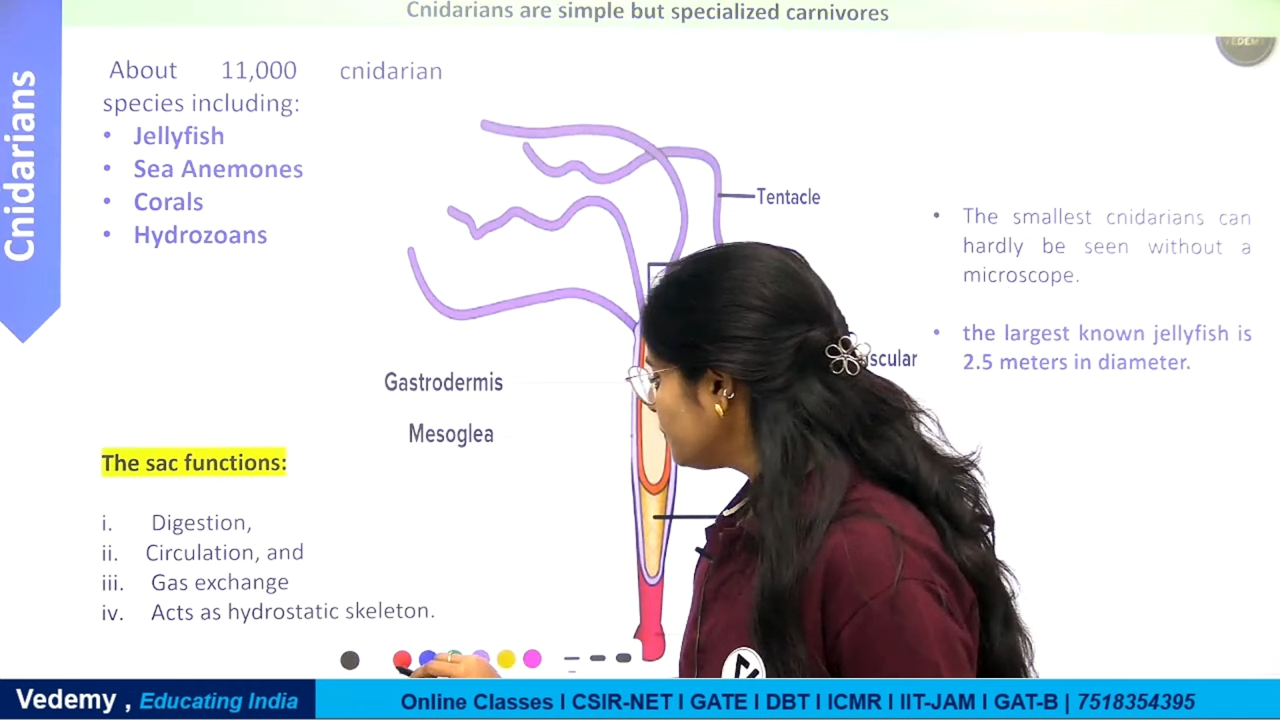 Cnidarians are simple but specialized carnivores
Cnidarians
VEDEMY
About 11,000 cnidarian
species including:
• Jellyfish
• Sea Anemones
• Corals
• Hydrozoans
Tentacle
Gastrodermis
Mesoglea
• The smallest cnidarians can
hardly be seen without a
microscope.
• the largest known jellyfish is
2.5 meters in diameter.
The sac functions:
i. Digestion,
ii. Circulation, and
iii. Gas exchange
iv. Acts as hydrostatic skeleton.
Vedemy , Educating India
Online Classes I CSIR-NET I GATE I DBT I ICMR I IIT-JAM I GAT-B | 7518354395